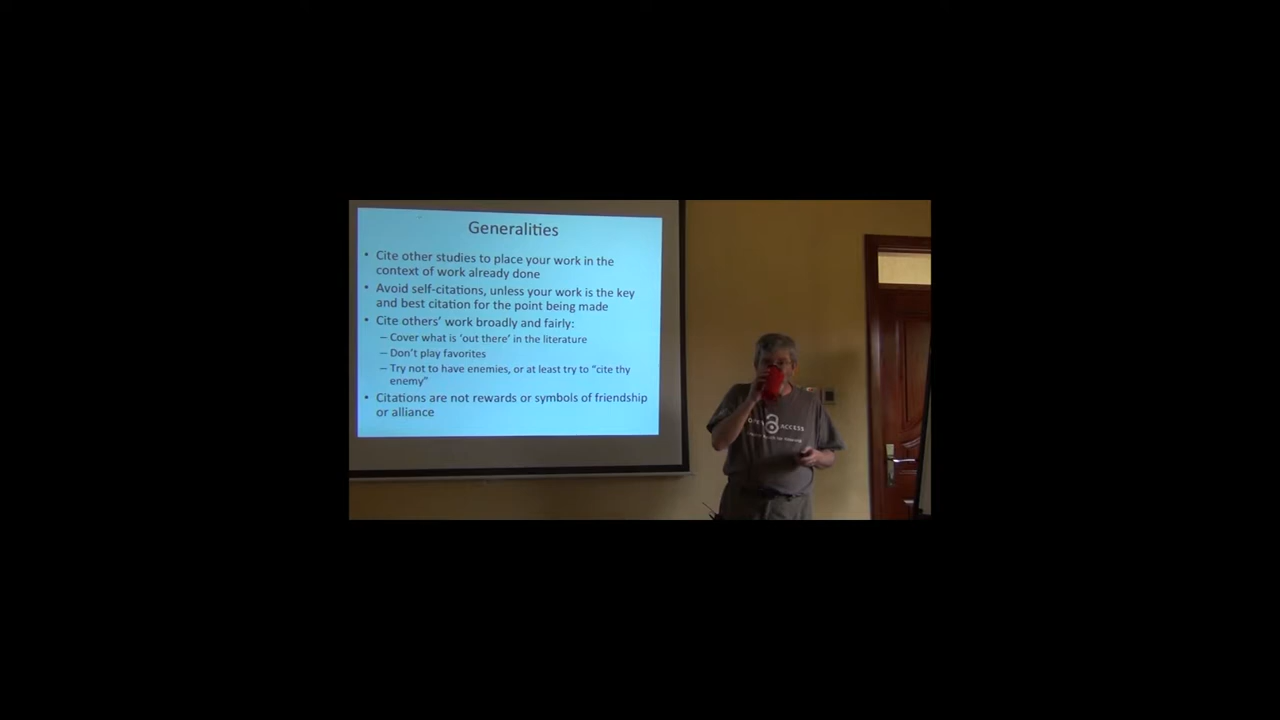 Generalities
• Cite other studies to place your work in the
context of work already done
• Avoid self-citations, unless your work is the key
and best citation for the point being made
• Cite others' work broadly and fairly:
– Cover what is 'out there' in the literature
– Don't play favorites
– Try not to have enemies, or at least try to "cite thy
enemy"
• Citations are not rewards or symbols of friendship
or alliance
ACCESS